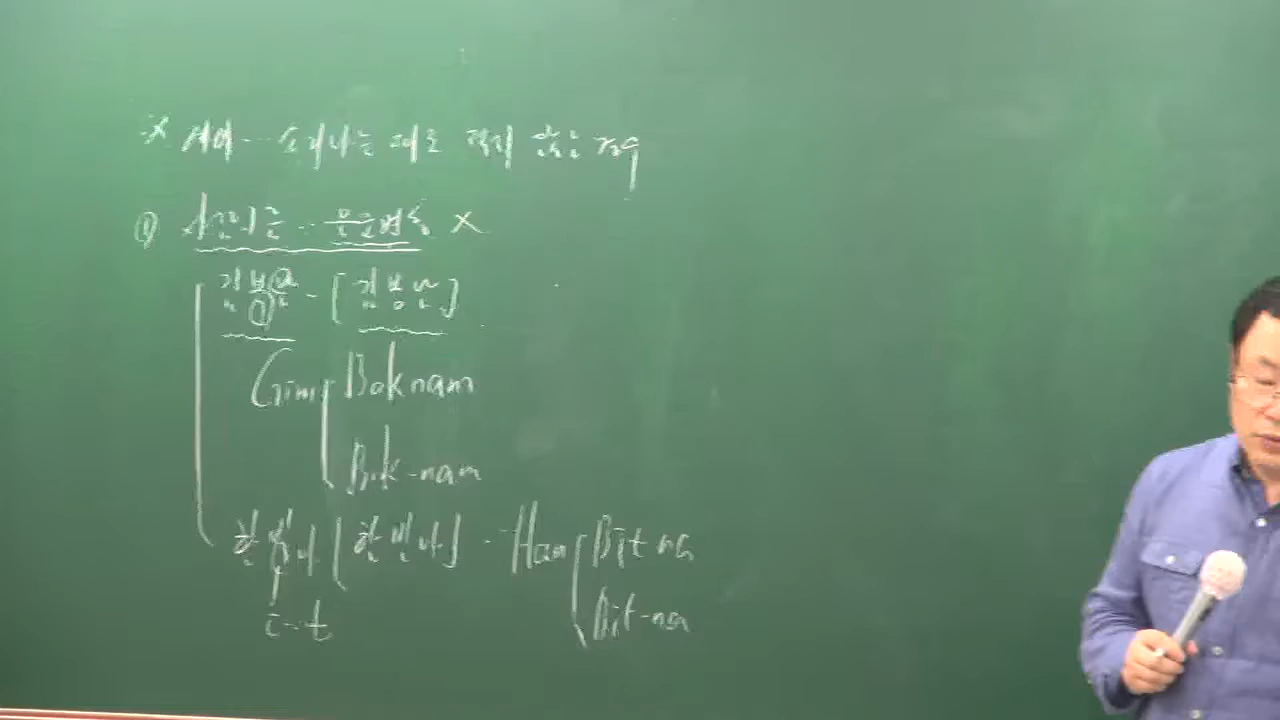 ※ 제어… 소리나는 대로 적지 않는 경우
① 사람이름 .. 음운변동 X
김복남 - [김봉남]
Gim Boknam
Bok-nam
한빛나 [한빈나] - Han Bitna
Bit-na
ㄷ - t